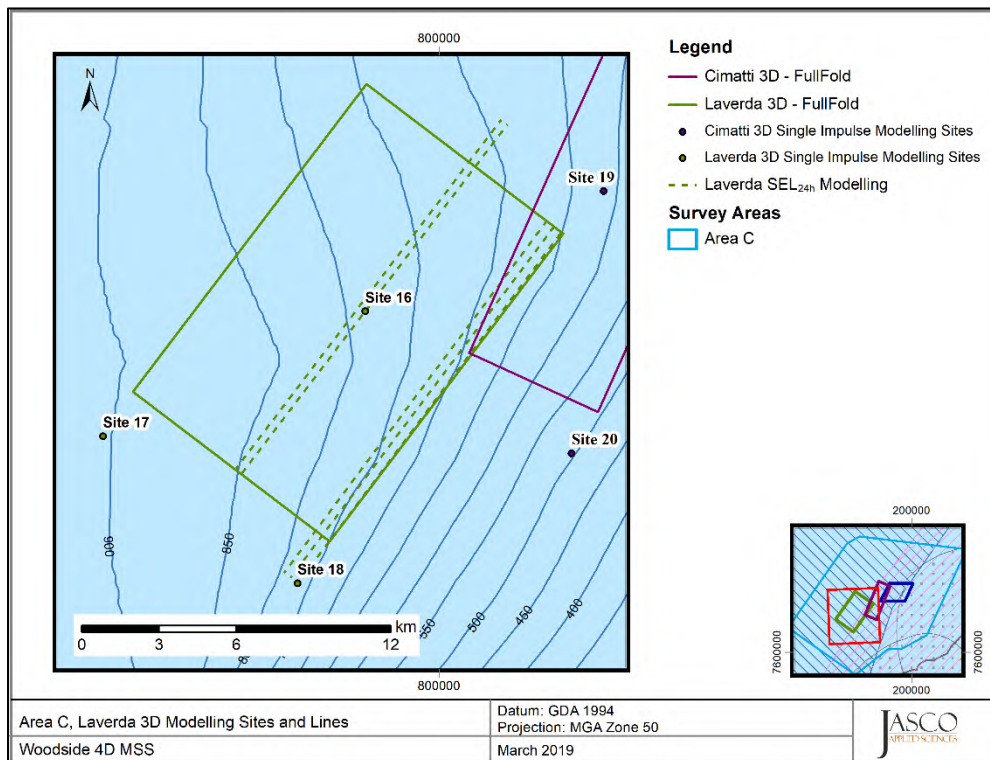 800000
N
Site 19
Site 16
Site 17
Site 20
Site 18
900
850
550
500
450
400
0 3 6 12 km
800000
Legend
Cimatti 3D - FullFold
Laverda 3D - FullFold
Cimatti 3D Single Impulse Modelling Sites
Laverda 3D Single Impulse Modelling Sites
Laverda SEL24h Modelling
Survey Areas
Area C
200000
7600000
7600000
200000
Area C, Laverda 3D Modelling Sites and Lines
Woodside 4D MSS
Datum: GDA 1994
Projection: MGA Zone 50
March 2019
JASCO
APPLIED SCIENCES